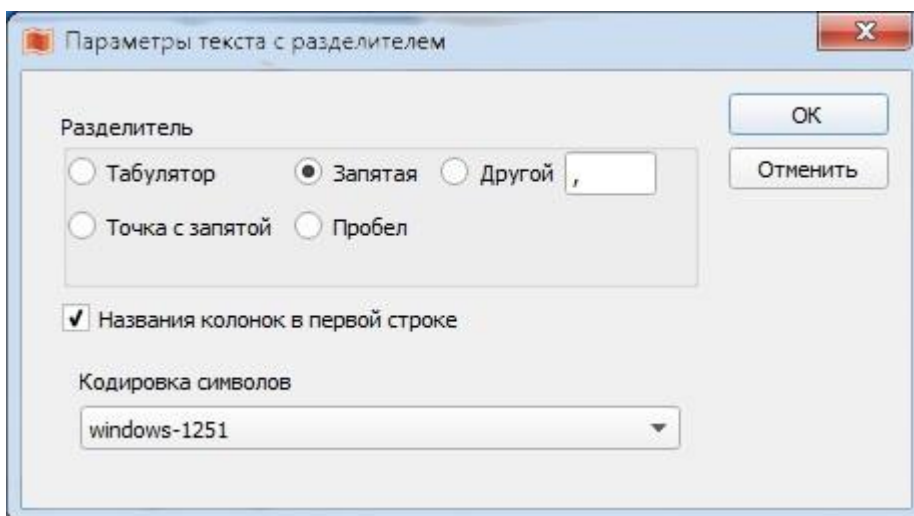 Параметры текста с разделителем
Разделитель
Табулятор Запятая Другой ,
Точка с запятой Пробел
Названия колонок в первой строке
Кодировка символов
windows-1251
OK
Отменить